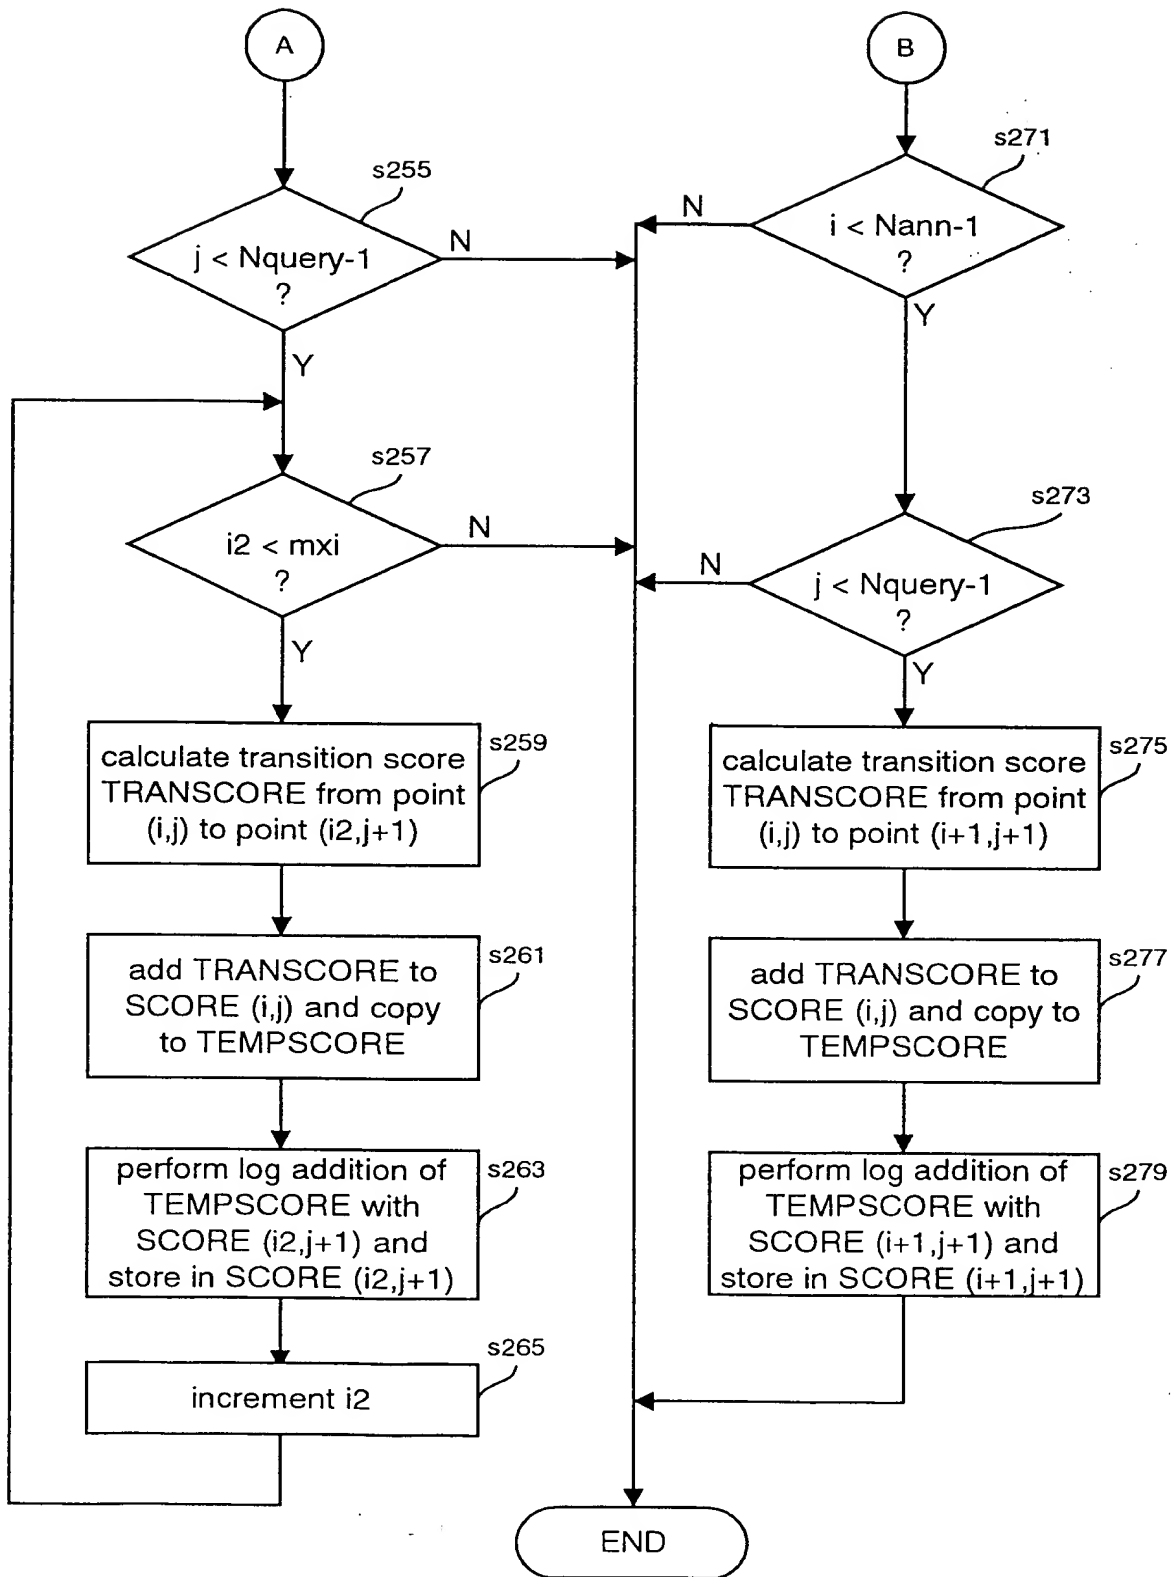 A
s255
j < Nquery-1
?
N
Y
s257
i2 < mxi
?
N
Y
s259
calculate transition score
TRANSCORE from point
(i,j) to point (i2,j+1)
s261
add TRANSCORE to
SCORE (i,j) and copy
to TEMPSCORE
s263
perform log addition of
TEMPSCORE with
SCORE (i2,j+1) and
store in SCORE (i2,j+1)
s265
increment i2
B
s271
i < Nann-1
?
N
Y
s273
j < Nquery-1
?
N
Y
s275
calculate transition score
TRANSCORE from point
(i,j) to point (i+1,j+1)
s277
add TRANSCORE to
SCORE (i,j) and copy to
TEMPSCORE
s279
perform log addition of
TEMPSCORE with
SCORE (i+1,j+1) and
store in SCORE (i+1,j+1)
END